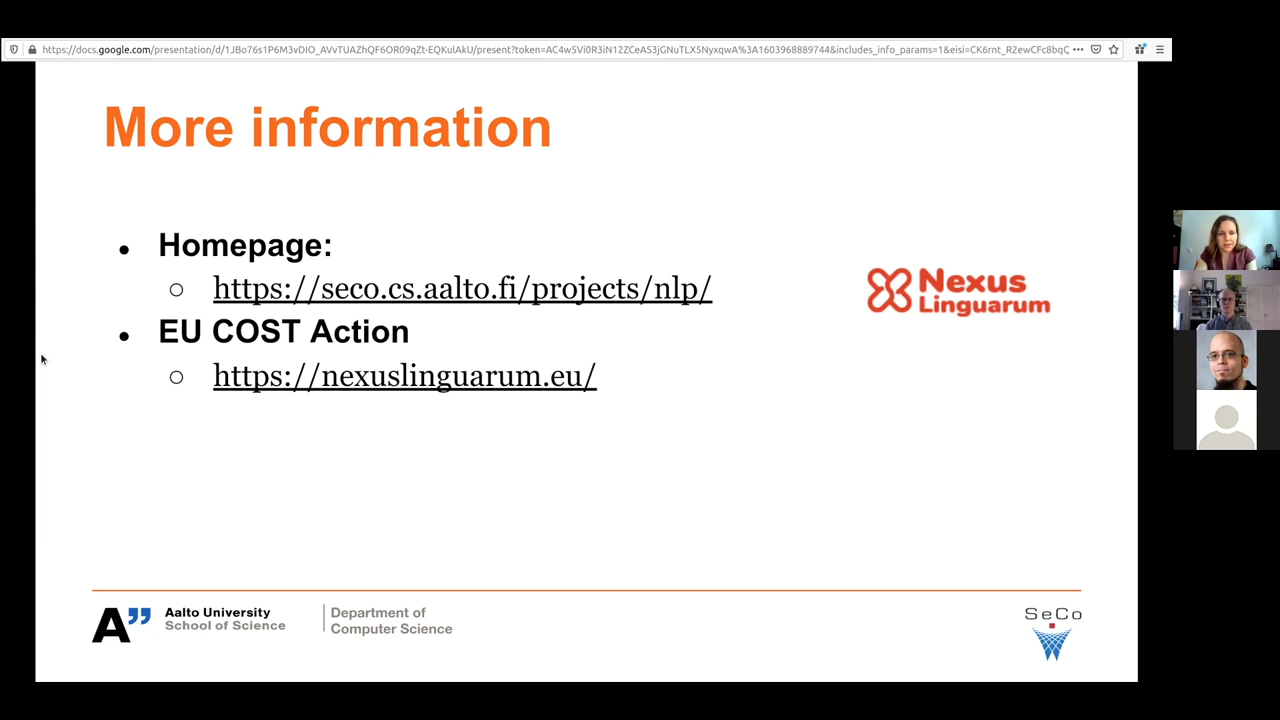 https://docs.google.com/presentation/d/1JBo76s1P6M3vDIO_AVvTUAZhQF6OR09qZt-EQKulAkU/present?token=AC4w5Vi0R3iN12ZCeAS3jGNuTLX5NyxqwA%3A1603968889744&includes_info_params=1&eisi=CK6rnt_R2ewCFc8bqQ
More information
Homepage:
https://seco.cs.aalto.fi/projects/nlp/
Nexus
Linguarum
EU COST Action
https://nexuslinguarum.eu/
A”
Aalto University
School of Science
Department of
Computer Science
SeCo